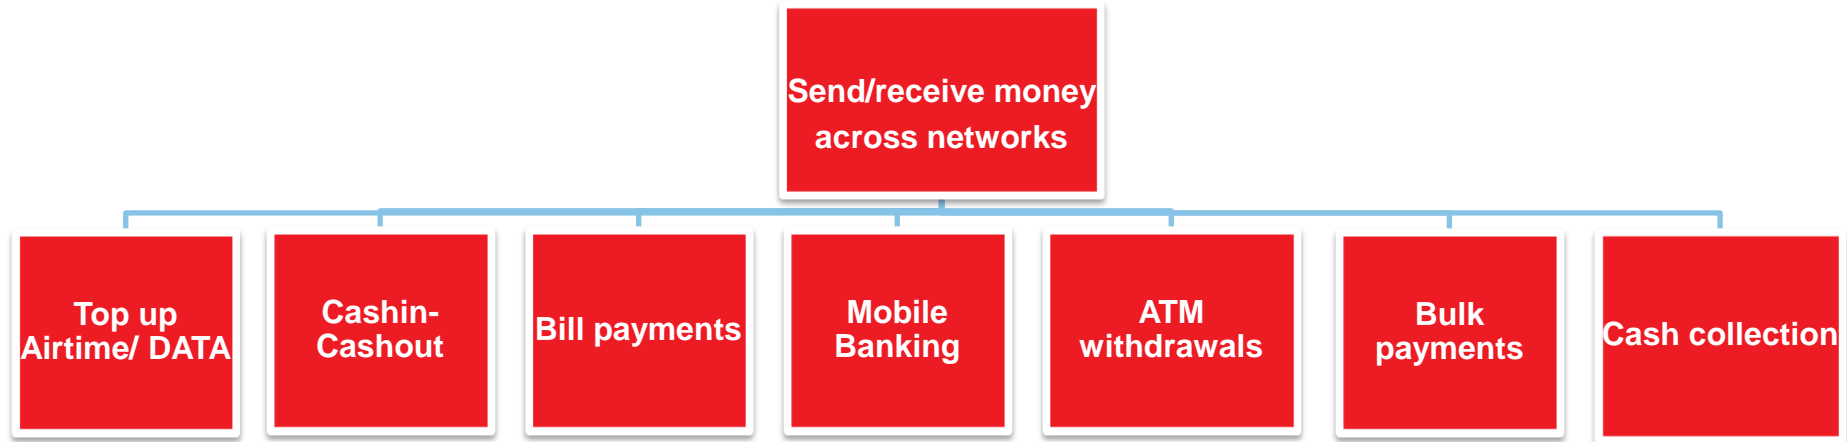 Send/receive money
across networks
Top up
Airtime/ DATA
Cashin-
Cashout
Bill payments
Mobile
Banking
ATM
withdrawals
Bulk
payments
Cash collection